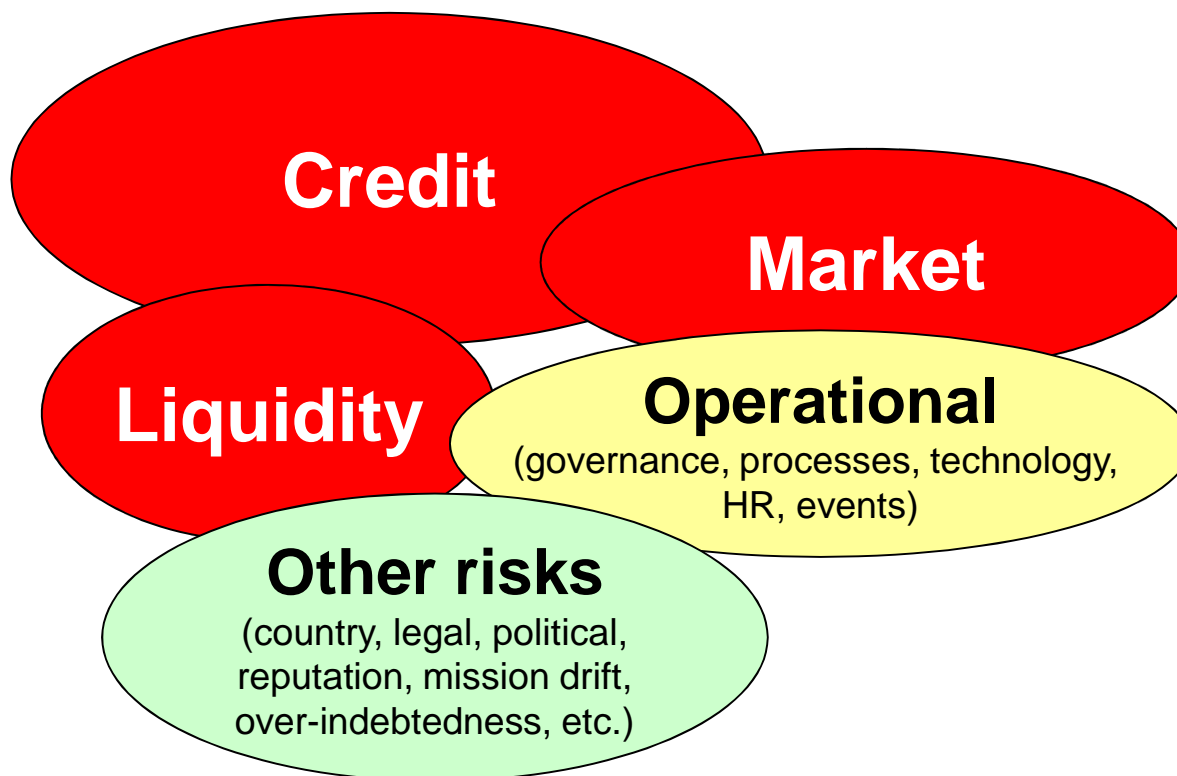 Credit
Market
Liquidity
Operational
(governance, processes, technology,
HR, events)
Other risks
(country, legal, political,
reputation, mission drift,
over-indebtedness, etc.)